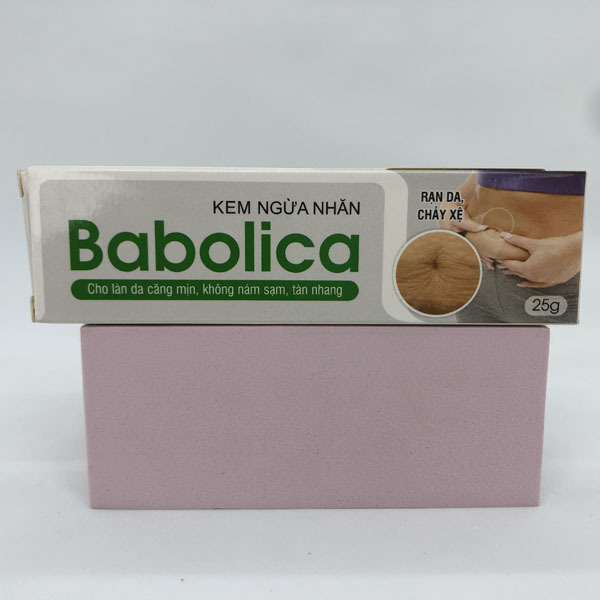 KEM NGỪA NHĂN
Babolica
Cho làn da căng mịn, không nám sạm, tàn nhang
RẠN DA,
CHẢY XỆ
25g